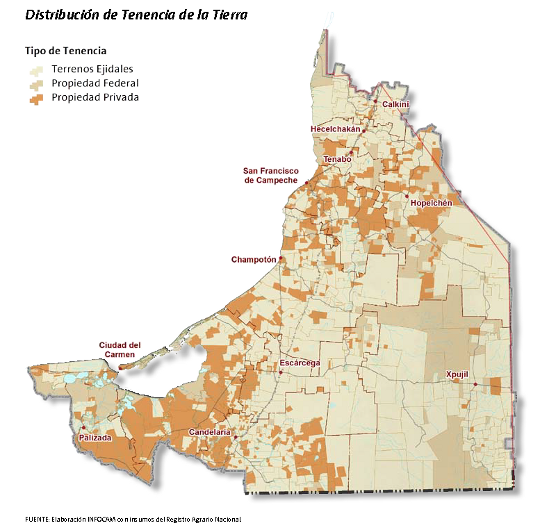 Distribución de Tenencia de la Tierra
Tipo de Tenencia
Terrenos Ejidales
Propiedad Federal
Propiedad Privada
Calkiní
Hecelchakán
Tenabo
San Francisco
de Campeche
Hopelchén
Champotón
Ciudad del
Carmen
Escárcega
Xpujil
Candelaria
Palizada
FUENTE: Elaboración INFOCAM con insumos del Registro Agrario Nacional